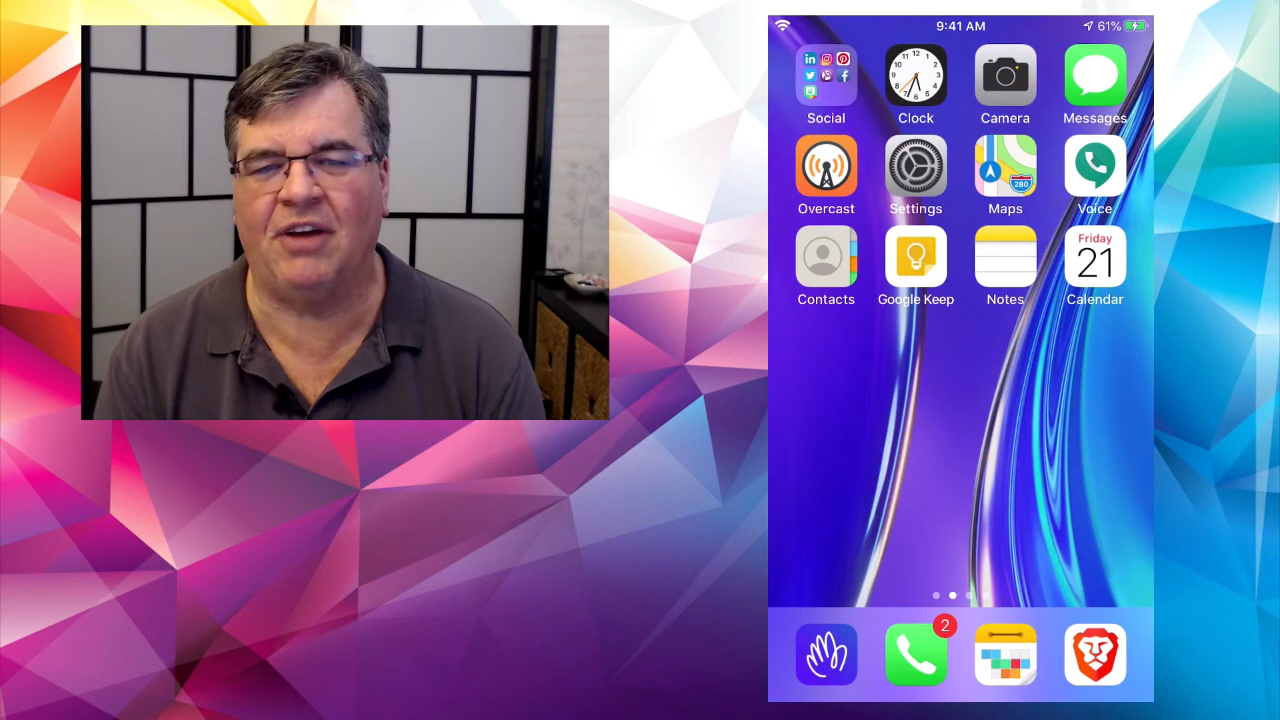 9:41 AM
61%
Social
Clock
Camera
Messages
280
Overcast
Settings
Maps
Voice
Friday
21
Contacts
Google Keep
Notes
Calendar
2